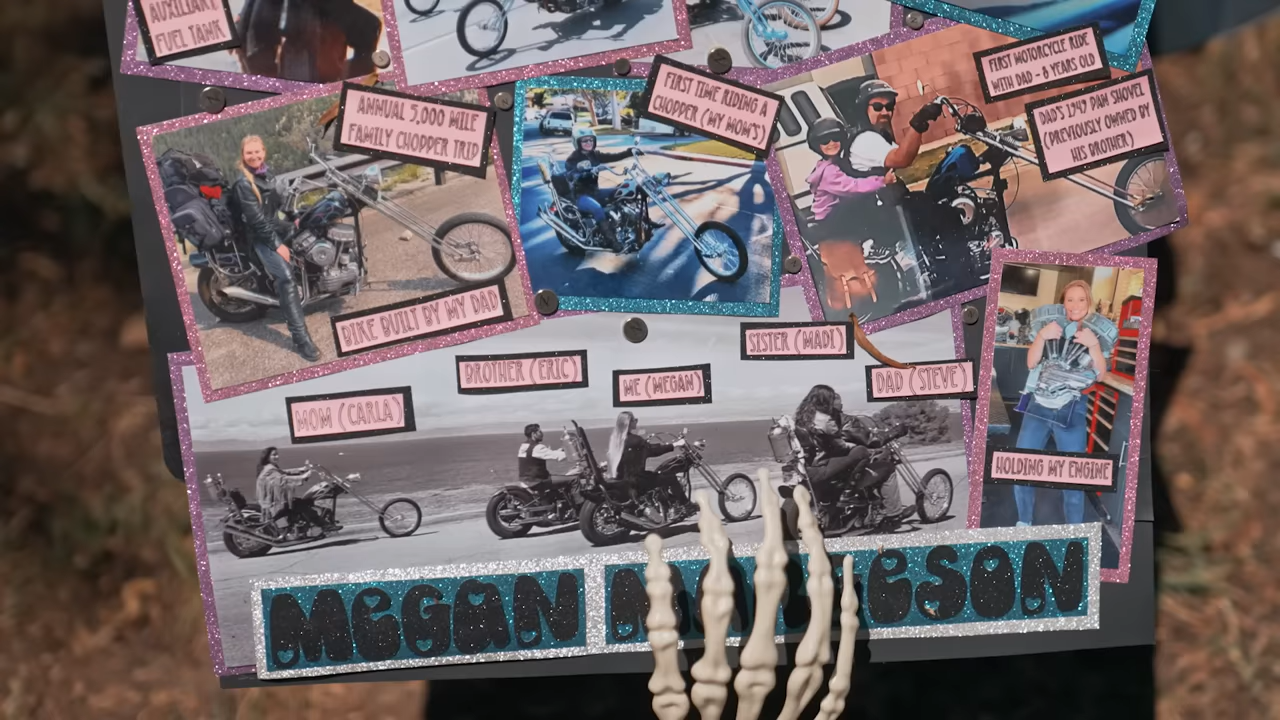 AUXILIARY
FUEL TANK
ANNUAL 5,000 MILE
FAMILY CHOPPER TRIP
FIRST TIME RIDING A
CHOPPER (MY MOM'S)
FIRST MOTORCYCLE RIDE
WITH DAD - 8 YEARS OLD
DAD'S 1949 PAN SHOVEL
(PREVIOUSLY OWNED BY
HIS BROTHER)
BIKE BUILT BY MY DAD
MOM (CARLA)
BROTHER (ERIC)
ME (MEGAN)
SISTER (MADI)
DAD (STEVE)
HOLDING MY ENGINE
MEGAN